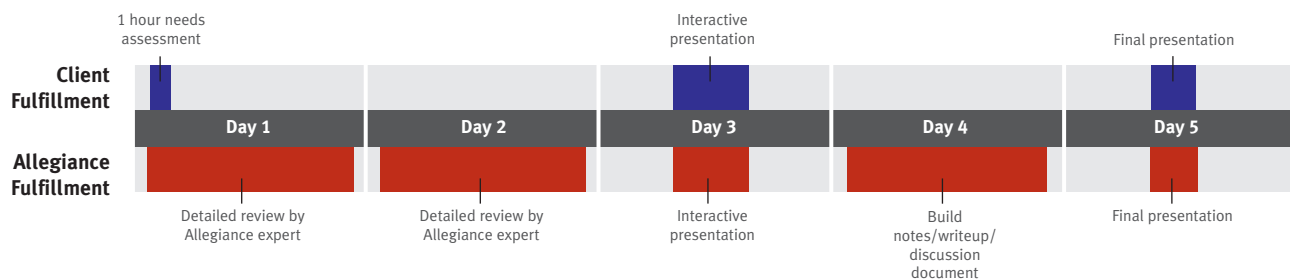 1 hour needs
assessment
Interactive
presentation
Final presentation
Client
Fulfillment
Day 1
Day 2
Day 3
Day 4
Day 5
Allegiance
Fulfillment
Detailed review by
Allegiance expert
Detailed review by
Allegiance expert
Interactive
presentation
Build
notes/writeup/
discussion
document
Final presentation